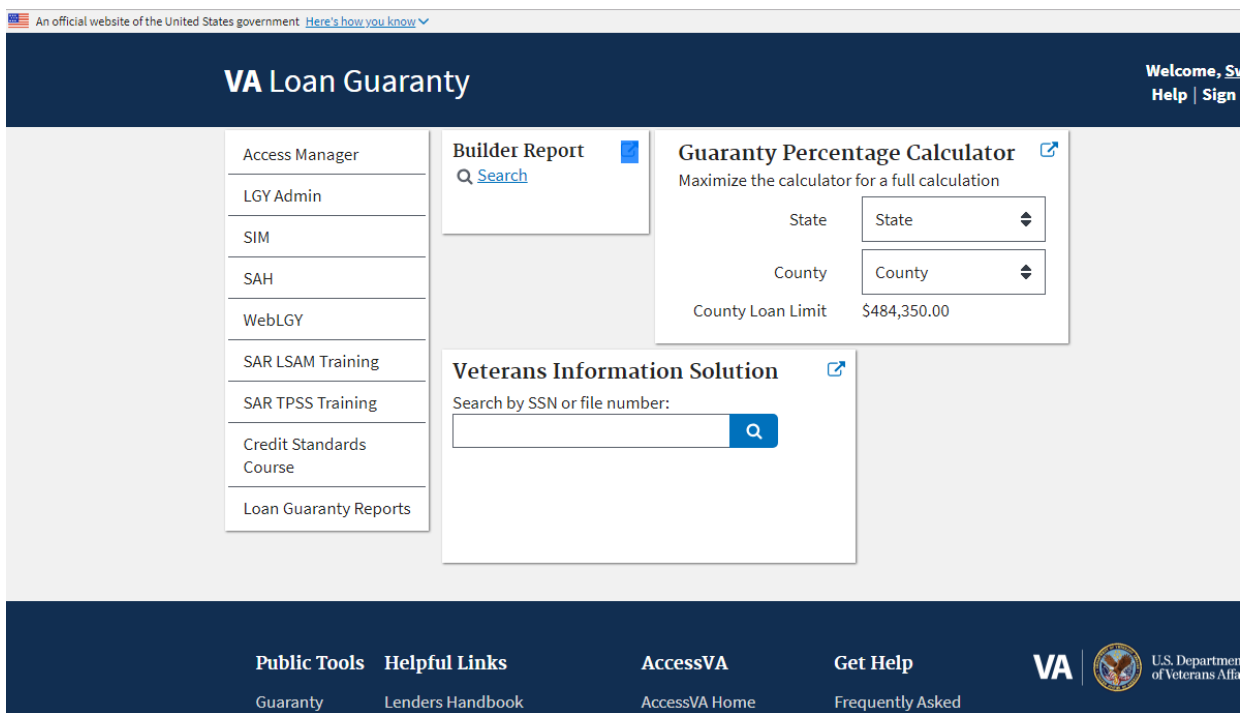 An official website of the United States government Here's how you know
VA Loan Guaranty
Welcome,
Help | Sign
Access Manager
LGY Admin
SIM
SAH
WebLGY
SAR LSAM Training
SAR TPSS Training
Credit Standards
Course
Loan Guaranty Reports
Builder Report
Search
Guaranty Percentage Calculator
Maximize the calculator for a full calculation
State State
County County
County Loan Limit $484,350.00
Veterans Information Solution
Search by SSN or file number:
Public Tools Helpful Links AccessVA Get Help
Guaranty Lenders Handbook AccessVA Home Frequently Asked
VA
U.S. Departmen
of Veterans Affa